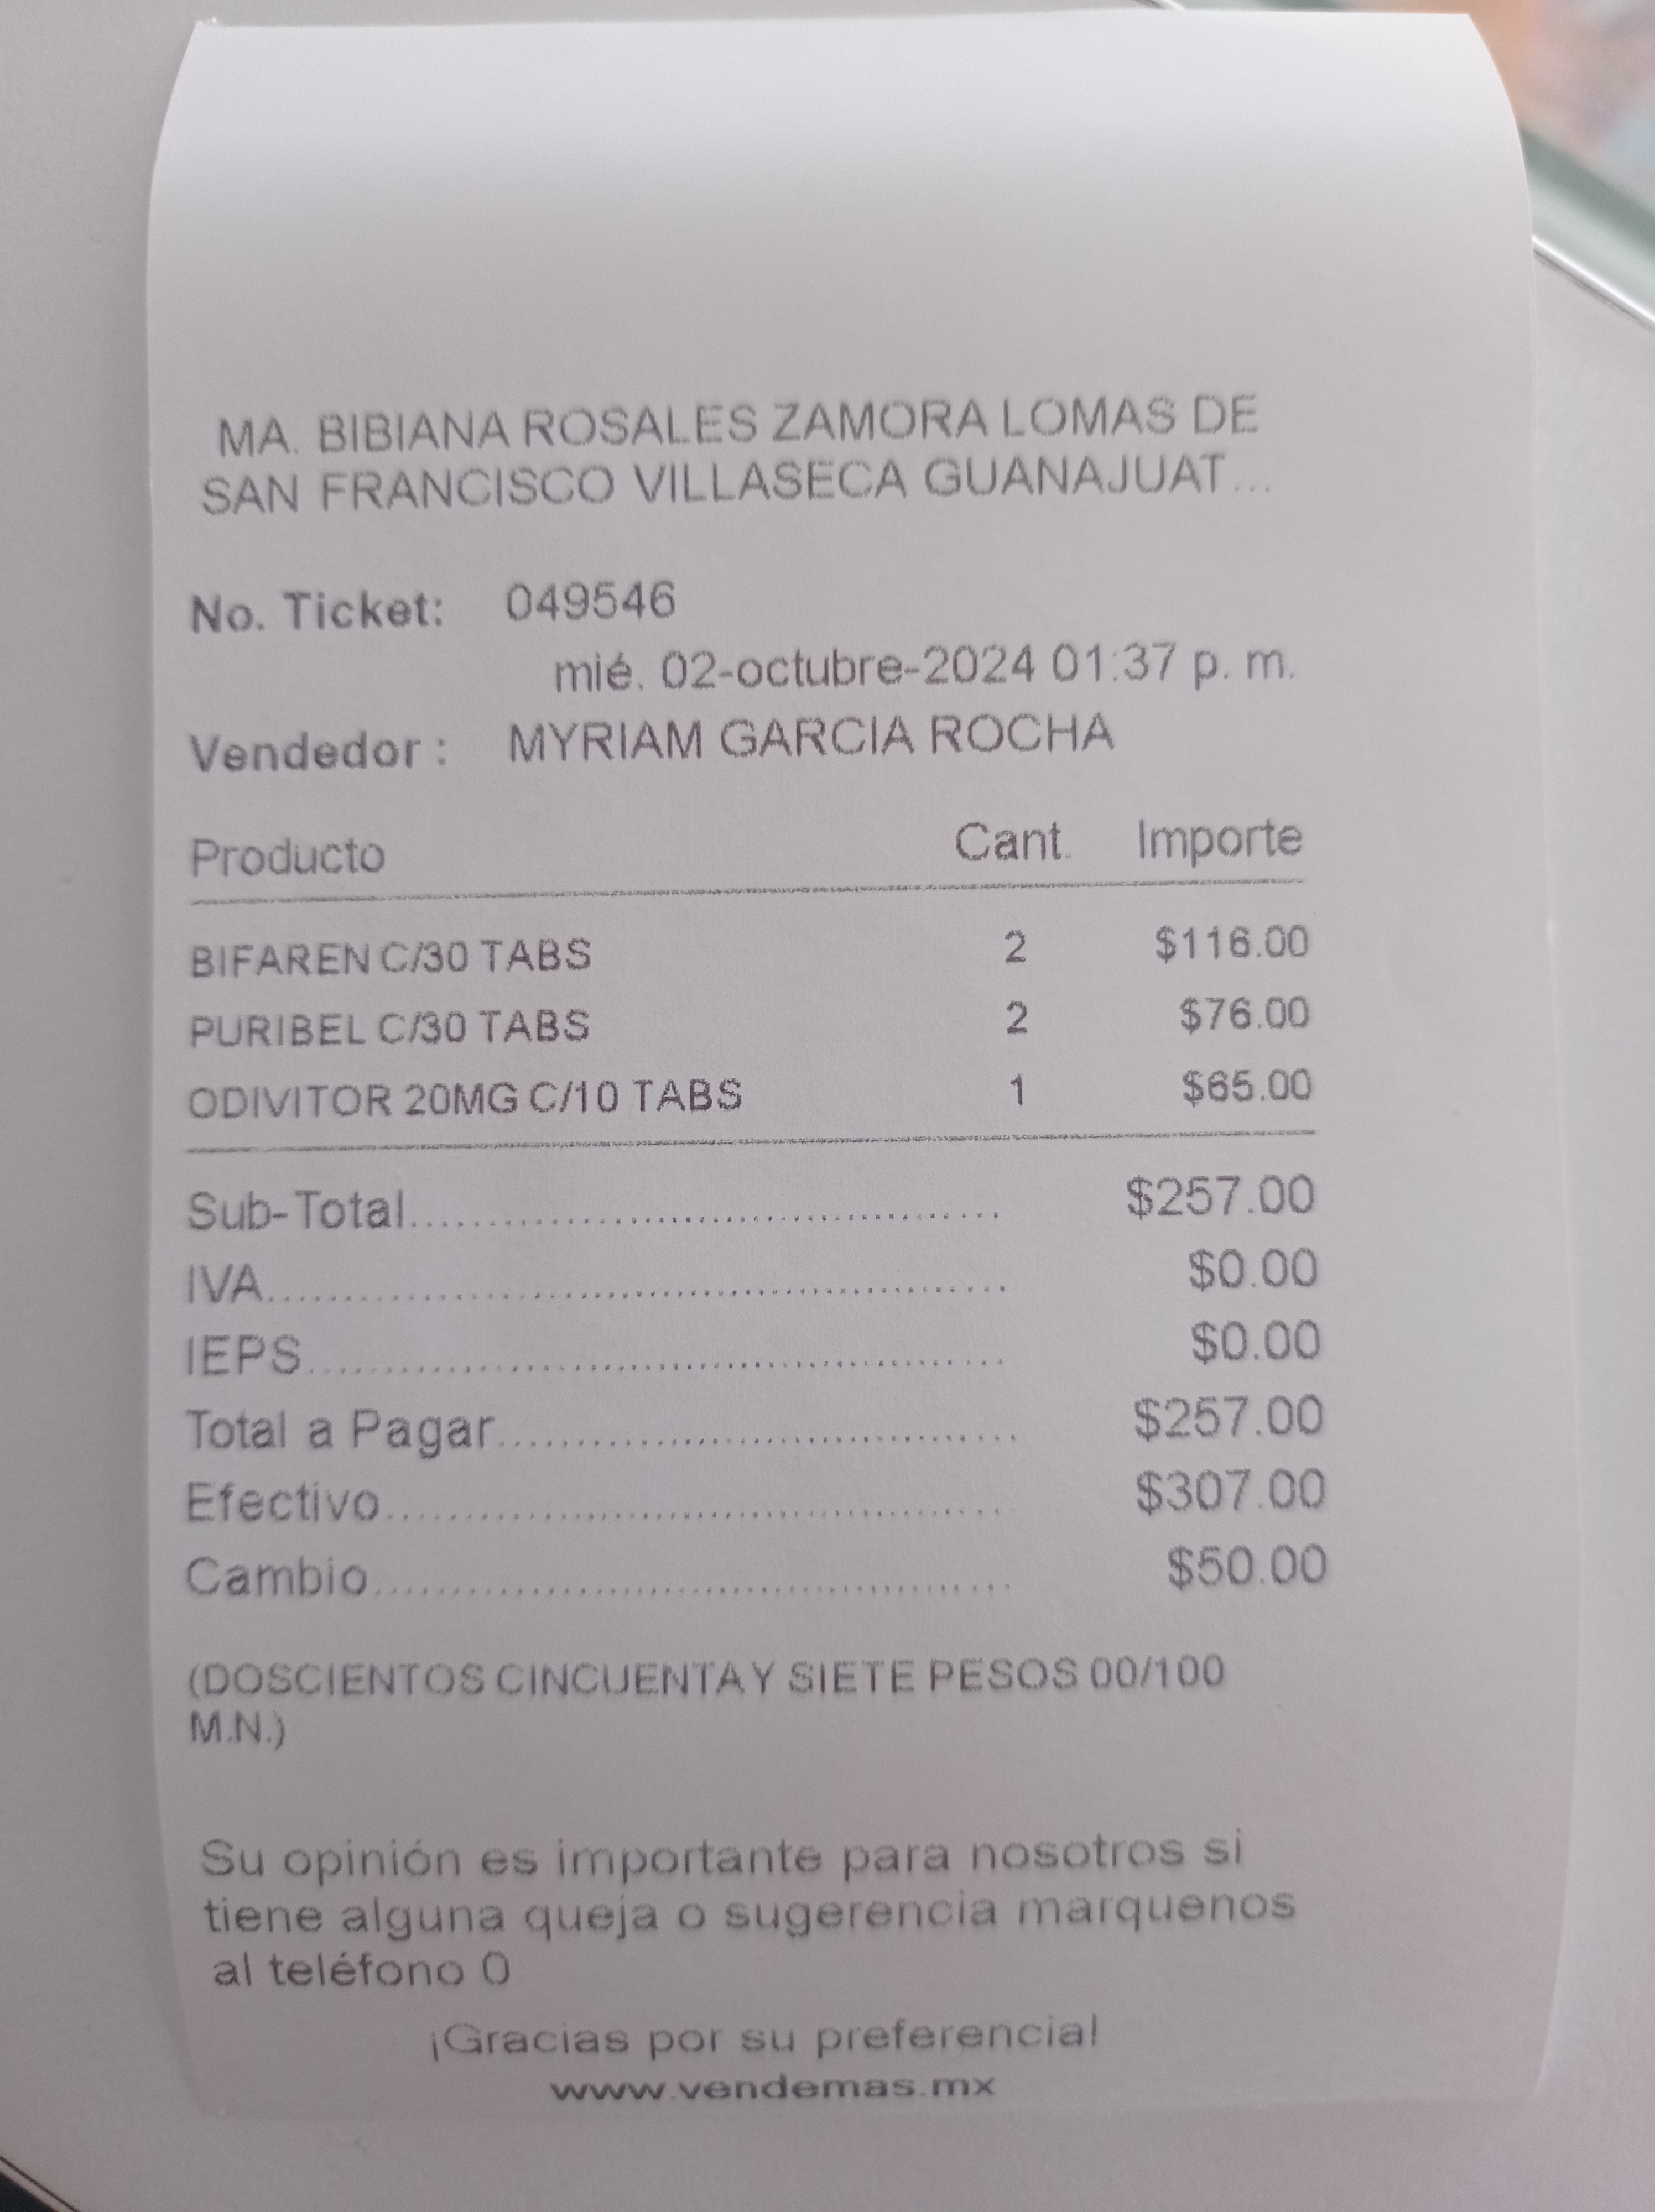 MA. BIBIANA ROSALES ZAMORA LOMAS DE
SAN FRANCISCO VILLASECA GUANAJUAT...
No. Ticket: 049546
mié. 02-octubre-2024 01:37 p. m.
Vendedor : MYRIAM GARCIA ROCHA
Producto Cant. Importe
BIFAREN C/30 TABS 2 $116.00
PURIBEL C/30 TABS 2 $76.00
ODIVITOR 20MG C/10 TABS 1 $65.00
Sub-Total $257.00
IVA $0.00
IEPS $0.00
Total a Pagar $257.00
Efectivo $307.00
Cambio $50.00
(DOSCIENTOS CINCUENTA Y SIETE PESOS 00/100
M.N.)
Su opinión es importante para nosotros si
tiene alguna queja o sugerencia marquenos
al teléfono 0
¡Gracias por su preferencia!
www.vendemas.mx